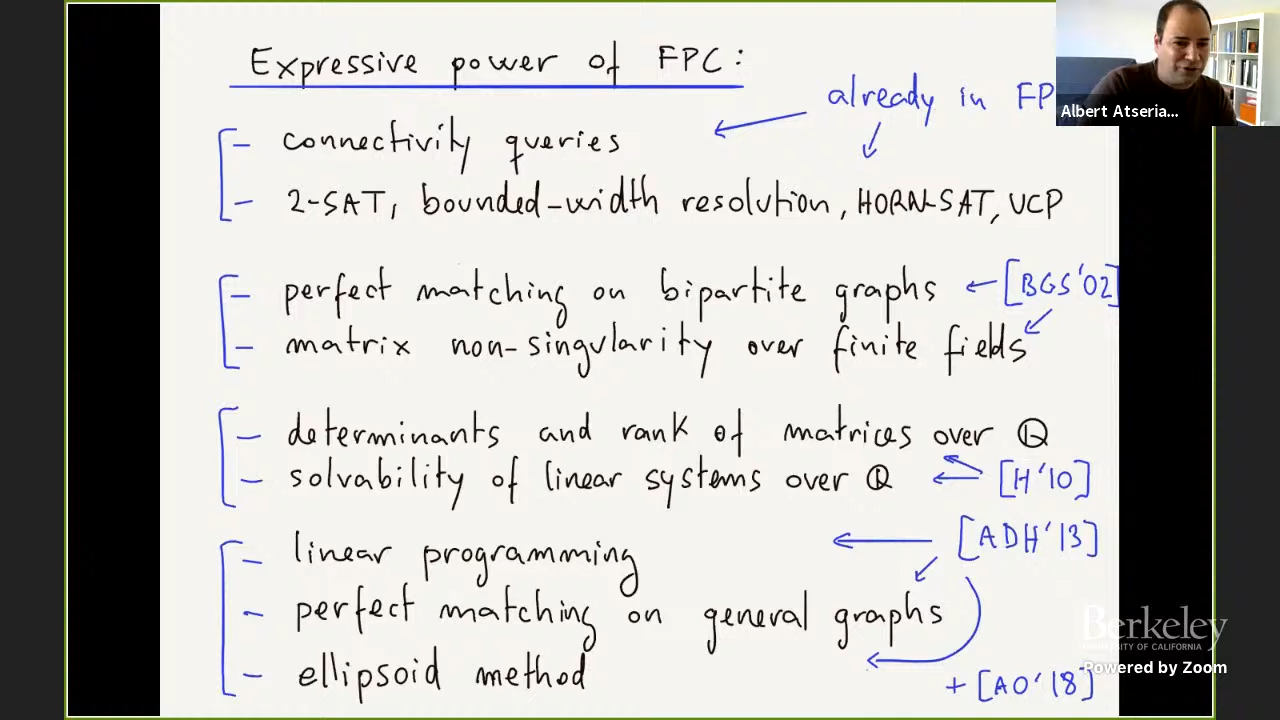 Expressive power of FPC:
already in FP
Albert Atseria...
- connectivity queries
- 2-SAT, bounded-width resolution, HORN-SAT, UCP
- perfect matching on bipartite graphs ← [BGS'02]
- matrix non-singularity over finite fields
- determinants and rank of matrices over Q
- solvability of linear systems over Q ← [H'10]
- linear programming ← [ADH'13]
- perfect matching on general graphs
- ellipsoid method
+ [AO'18]
Berkeley
UNIVERSITY OF CALIFORNIA
Powered by Zoom